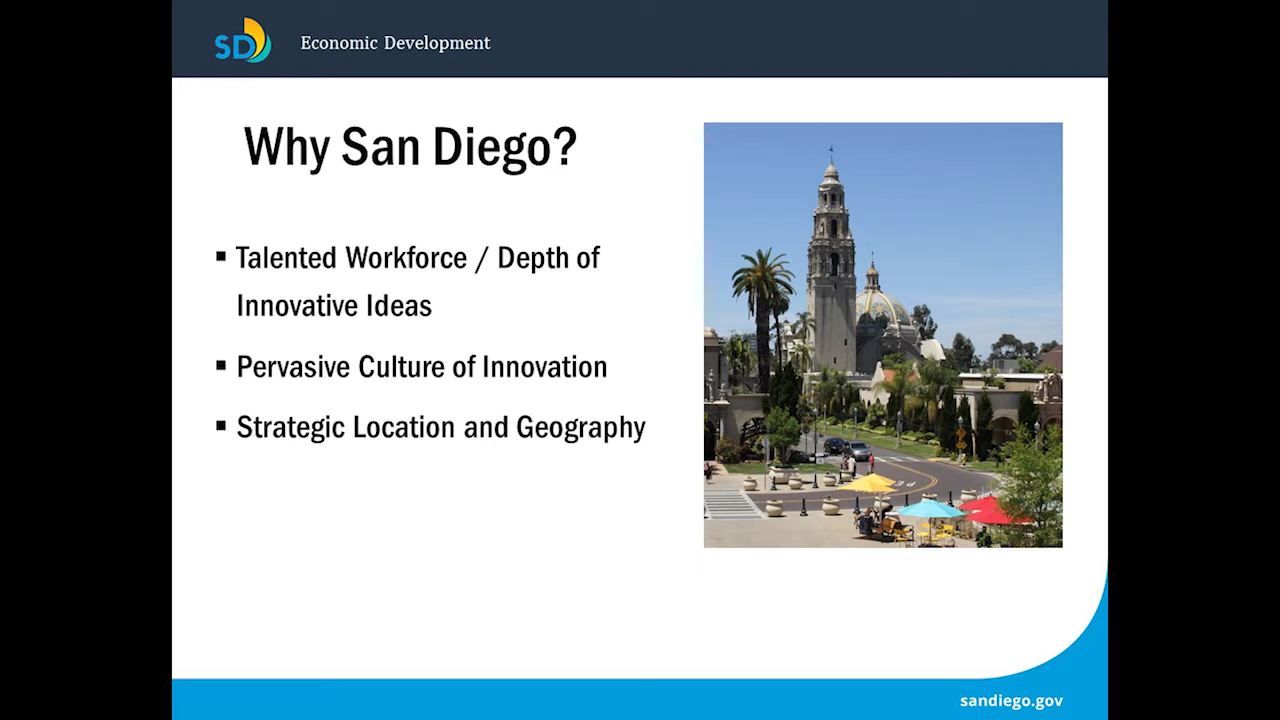 SD
Economic Development
Why San Diego?
▪ Talented Workforce / Depth of
Innovative Ideas
▪ Pervasive Culture of Innovation
▪ Strategic Location and Geography
sandiego.gov